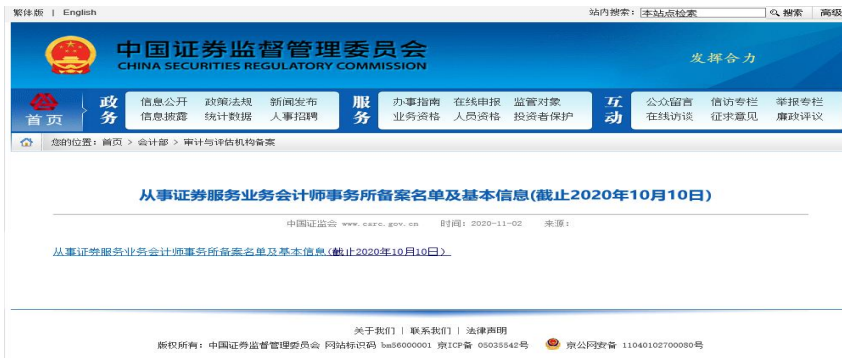 繁体版 | English 站内搜索: 本站点检索 搜索 高级
中国证券监督管理委员会
CHINA SECURITIES REGULATORY COMMISSION
发挥合力
首页 政务 信息公开 政策法规 新闻发布 服务 办事指南 在线申报 监管对象 互动 公众留言 信访专栏 举报专栏
信息披露 统计数据 人事招聘 业务资格 人员资格 投资者保护 在线访谈 征求意见 廉政评议
您的位置: 首页 > 会计部 > 审计与评估机构备案
从事证券服务业务会计师事务所备案名单及基本信息(截止2020年10月10日)
中国证监会 www.csrc.gov.cn 时间: 2020-11-02 来源:
从事证券服务业务会计师事务所备案名单及基本信息(截止2020年10月10日)
关于我们 | 联系我们 | 法律声明
版权所有: 中国证券监督管理委员会 网站标识码 bm56000001 京ICP备 05035542号 京公网安备 11040102700080号